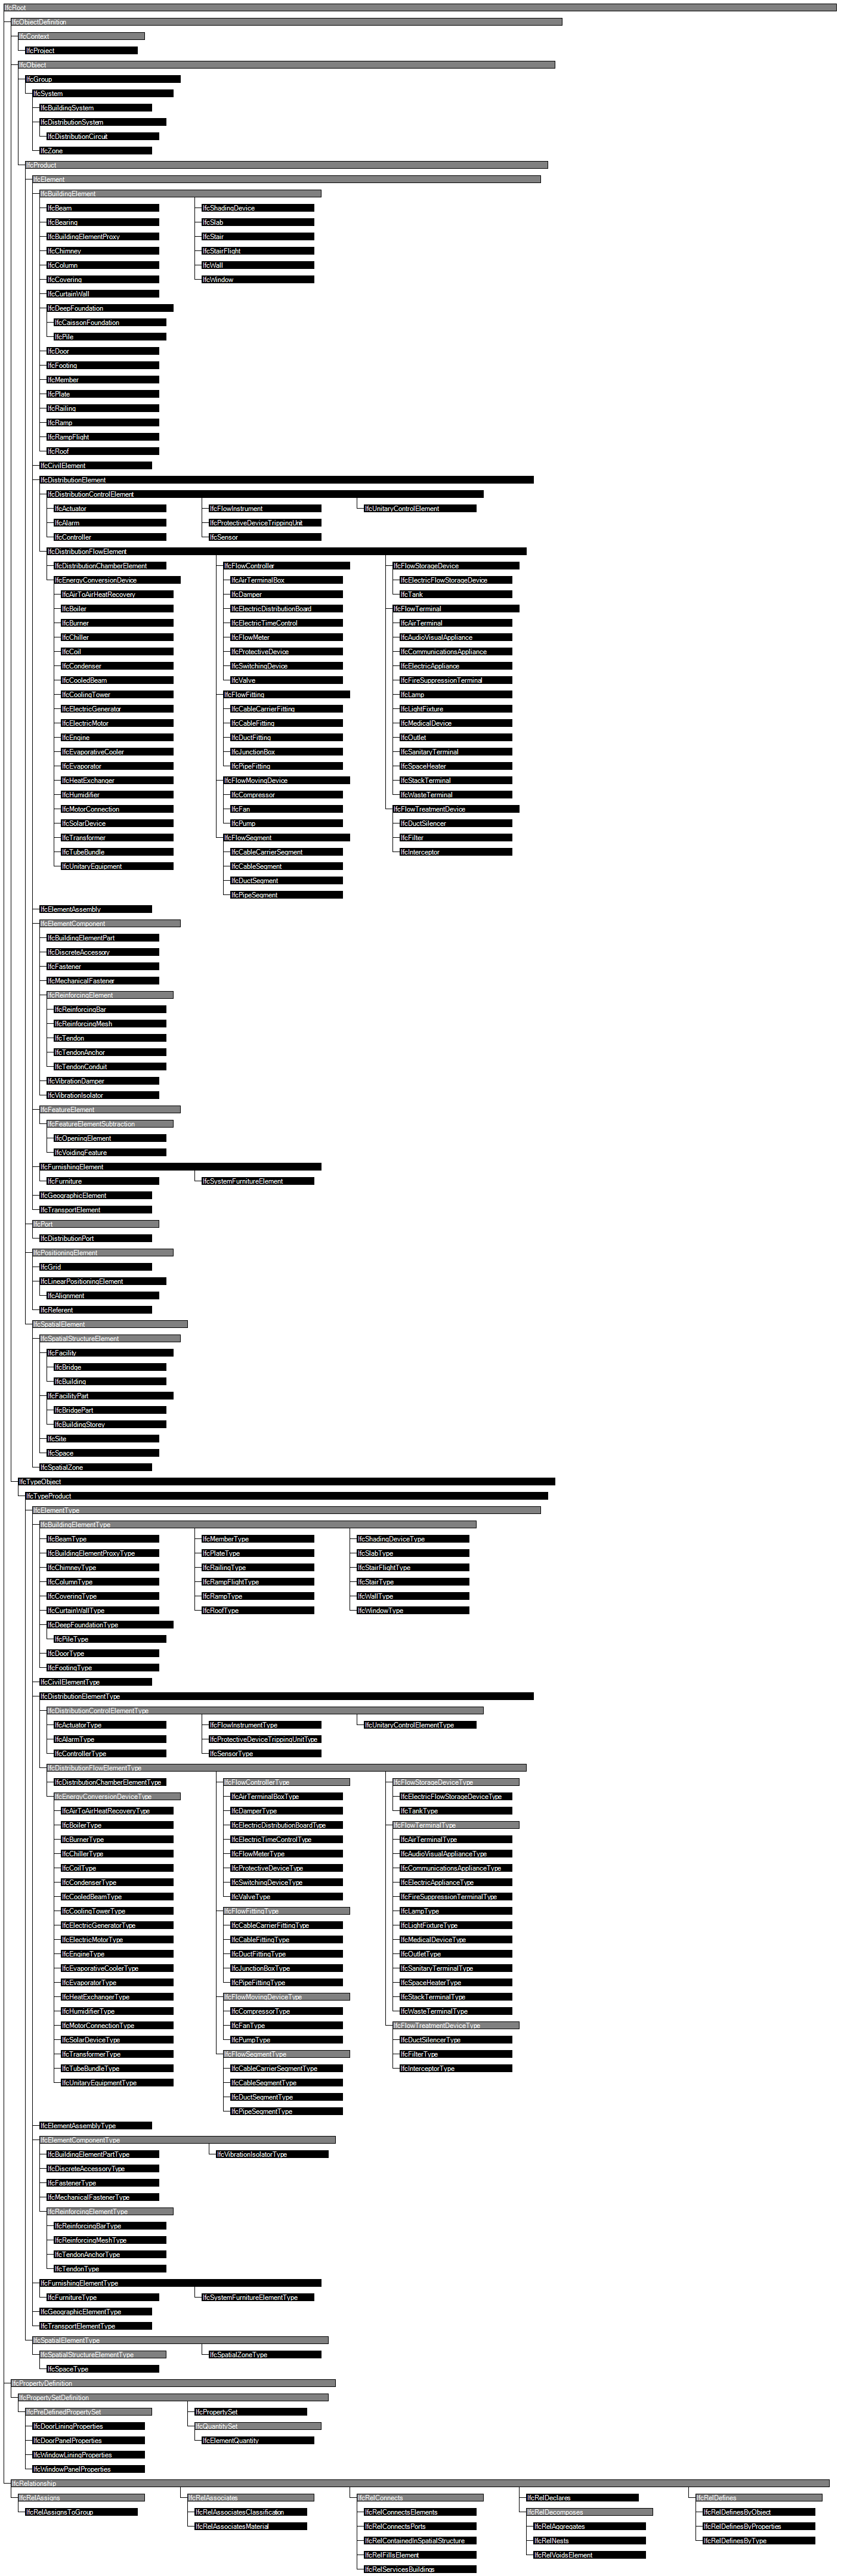 IfcRoot
IfcObjectDefinition
IfcContext
IfcProject
IfcObject
IfcGroup
IfcSystem
IfcBuildingSystem
IfcDistributionSystem
IfcDistributionCircuit
IfcZone
IfcProduct
IfcElement
IfcBuildingElement
IfcBeam
IfcBearing
IfcBuildingElementProxy
IfcChimney
IfcColumn
IfcCovering
IfcCurtainWall
IfcDeepFoundation
IfcCaissonFoundation
IfcPile
IfcDoor
IfcFooting
IfcMember
IfcPlate
IfcRailing
IfcRamp
IfcRampFlight
IfcRoof
IfcShadingDevice
IfcSlab
IfcStair
IfcStairFlight
IfcWall
IfcWindow
IfcCivilElement
IfcDistributionElement
IfcDistributionControlElement
IfcActuator
IfcAlarm
IfcController
IfcFlowInstrument
IfcProtectiveDeviceTrippingUnit
IfcSensor
IfcUnitaryControlElement
IfcDistributionFlowElement
IfcDistributionChamberElement
IfcEnergyConversionDevice
IfcAirToAirHeatRecovery
IfcBoiler
IfcBurner
IfcChiller
IfcCoil
IfcCondenser
IfcCooledBeam
IfcCoolingTower
IfcElectricGenerator
IfcElectricMotor
IfcEngine
IfcEvaporativeCooler
IfcEvaporator
IfcHeatExchanger
IfcHumidifier
IfcMotorConnection
IfcSolarDevice
IfcTransformer
IfcTubeBundle
IfcUnitaryEquipment
IfcFlowController
IfcAirTerminalBox
IfcDamper
IfcElectricDistributionBoard
IfcElectricTimeControl
IfcFlowMeter
IfcProtectiveDevice
IfcSwitchingDevice
IfcValve
IfcFlowFitting
IfcCableCarrierFitting
IfcCableFitting
IfcDuctFitting
IfcJunctionBox
IfcPipeFitting
IfcFlowMovingDevice
IfcCompressor
IfcFan
IfcPump
IfcFlowSegment
IfcCableCarrierSegment
IfcCableSegment
IfcDuctSegment
IfcPipeSegment
IfcFlowStorageDevice
IfcElectricFlowStorageDevice
IfcTank
IfcFlowTerminal
IfcAirTerminal
IfcAudioVisualAppliance
IfcCommunicationsAppliance
IfcElectricAppliance
IfcFireSuppressionTerminal
IfcLamp
IfcLightFixture
IfcMedicalDevice
IfcOutlet
IfcSanitaryTerminal
IfcSpaceHeater
IfcStackTerminal
IfcWasteTerminal
IfcFlowTreatmentDevice
IfcDuctSilencer
IfcFilter
IfcInterceptor
IfcElementAssembly
IfcElementComponent
IfcBuildingElementPart
IfcDiscreteAccessory
IfcFastener
IfcMechanicalFastener
IfcReinforcingElement
IfcReinforcingBar
IfcReinforcingMesh
IfcTendon
IfcTendonAnchor
IfcTendonConduit
IfcVibrationDamper
IfcVibrationIsolator
IfcFeatureElement
IfcFeatureElementSubtraction
IfcOpeningElement
IfcVoidingFeature
IfcFurnishingElement
IfcFurniture
IfcSystemFurnitureElement
IfcGeographicElement
IfcTransportElement
IfcPort
IfcDistributionPort
IfcPositioningElement
IfcGrid
IfcLinearPositioningElement
IfcAlignment
IfcReferent
IfcSpatialElement
IfcSpatialStructureElement
IfcFacility
IfcBridge
IfcBuilding
IfcFacilityPart
IfcBridgePart
IfcBuildingStorey
IfcSite
IfcSpace
IfcSpatialZone
IfcTypeObject
IfcTypeProduct
IfcElementType
IfcBuildingElementType
IfcBeamType
IfcBuildingElementProxyType
IfcChimneyType
IfcColumnType
IfcCoveringType
IfcCurtainWallType
IfcDeepFoundationType
IfcPileType
IfcDoorType
IfcFootingType
IfcMemberType
IfcPlateType
IfcRailingType
IfcRampFlightType
IfcRampType
IfcRoofType
IfcShadingDeviceType
IfcSlabType
IfcStairFlightType
IfcStairType
IfcWallType
IfcWindowType
IfcCivilElementType
IfcDistributionElementType
IfcDistributionControlElementType
IfcActuatorType
IfcAlarmType
IfcControllerType
IfcFlowInstrumentType
IfcProtectiveDeviceTrippingUnitType
IfcSensorType
IfcUnitaryControlElementType
IfcDistributionFlowElementType
IfcDistributionChamberElementType
IfcEnergyConversionDeviceType
IfcAirToAirHeatRecoveryType
IfcBoilerType
IfcBurnerType
IfcChillerType
IfcCoilType
IfcCondenserType
IfcCooledBeamType
IfcCoolingTowerType
IfcElectricGeneratorType
IfcElectricMotorType
IfcEngineType
IfcEvaporativeCoolerType
IfcEvaporatorType
IfcHeatExchangerType
IfcHumidifierType
IfcMotorConnectionType
IfcSolarDeviceType
IfcTransformerType
IfcTubeBundleType
IfcUnitaryEquipmentType
IfcFlowControllerType
IfcAirTerminalBoxType
IfcDamperType
IfcElectricDistributionBoardType
IfcElectricTimeControlType
IfcFlowMeterType
IfcProtectiveDeviceType
IfcSwitchingDeviceType
IfcValveType
IfcFlowFittingType
IfcCableCarrierFittingType
IfcCableFittingType
IfcDuctFittingType
IfcJunctionBoxType
IfcPipeFittingType
IfcFlowMovingDeviceType
IfcCompressorType
IfcFanType
IfcPumpType
IfcFlowSegmentType
IfcCableCarrierSegmentType
IfcCableSegmentType
IfcDuctSegmentType
IfcPipeSegmentType
IfcFlowStorageDeviceType
IfcElectricFlowStorageDeviceType
IfcTankType
IfcFlowTerminalType
IfcAirTerminalType
IfcAudioVisualApplianceType
IfcCommunicationsApplianceType
IfcElectricApplianceType
IfcFireSuppressionTerminalType
IfcLampType
IfcLightFixtureType
IfcMedicalDeviceType
IfcOutletType
IfcSanitaryTerminalType
IfcSpaceHeaterType
IfcStackTerminalType
IfcWasteTerminalType
IfcFlowTreatmentDeviceType
IfcDuctSilencerType
IfcFilterType
IfcInterceptorType
IfcElementAssemblyType
IfcElementComponentType
IfcBuildingElementPartType
IfcDiscreteAccessoryType
IfcFastenerType
IfcMechanicalFastenerType
IfcReinforcingElementType
IfcReinforcingBarType
IfcReinforcingMeshType
IfcTendonAnchorType
IfcTendonType
IfcVibrationIsolatorType
IfcFurnishingElementType
IfcFurnitureType
IfcSystemFurnitureElementType
IfcGeographicElementType
IfcTransportElementType
IfcSpatialElementType
IfcSpatialStructureElementType
IfcSpaceType
IfcSpatialZoneType
IfcPropertyDefinition
IfcPropertySetDefinition
IfcPreDefinedPropertySet
IfcDoorLiningProperties
IfcDoorPanelProperties
IfcWindowLiningProperties
IfcWindowPanelProperties
IfcPropertySet
IfcQuantitySet
IfcElementQuantity
IfcRelationship
IfcRelAssigns
IfcRelAssignsToGroup
IfcRelAssociates
IfcRelAssociatesClassification
IfcRelAssociatesMaterial
IfcRelConnects
IfcRelConnectsElements
IfcRelConnectsPorts
IfcRelContainedInSpatialStructure
IfcRelFillsElement
IfcRelServicesBuildings
IfcRelDeclares
IfcRelDecomposes
IfcRelAggregates
IfcRelNests
IfcRelVoidsElement
IfcRelDefines
IfcRelDefinesByObject
IfcRelDefinesByProperties
IfcRelDefinesByType